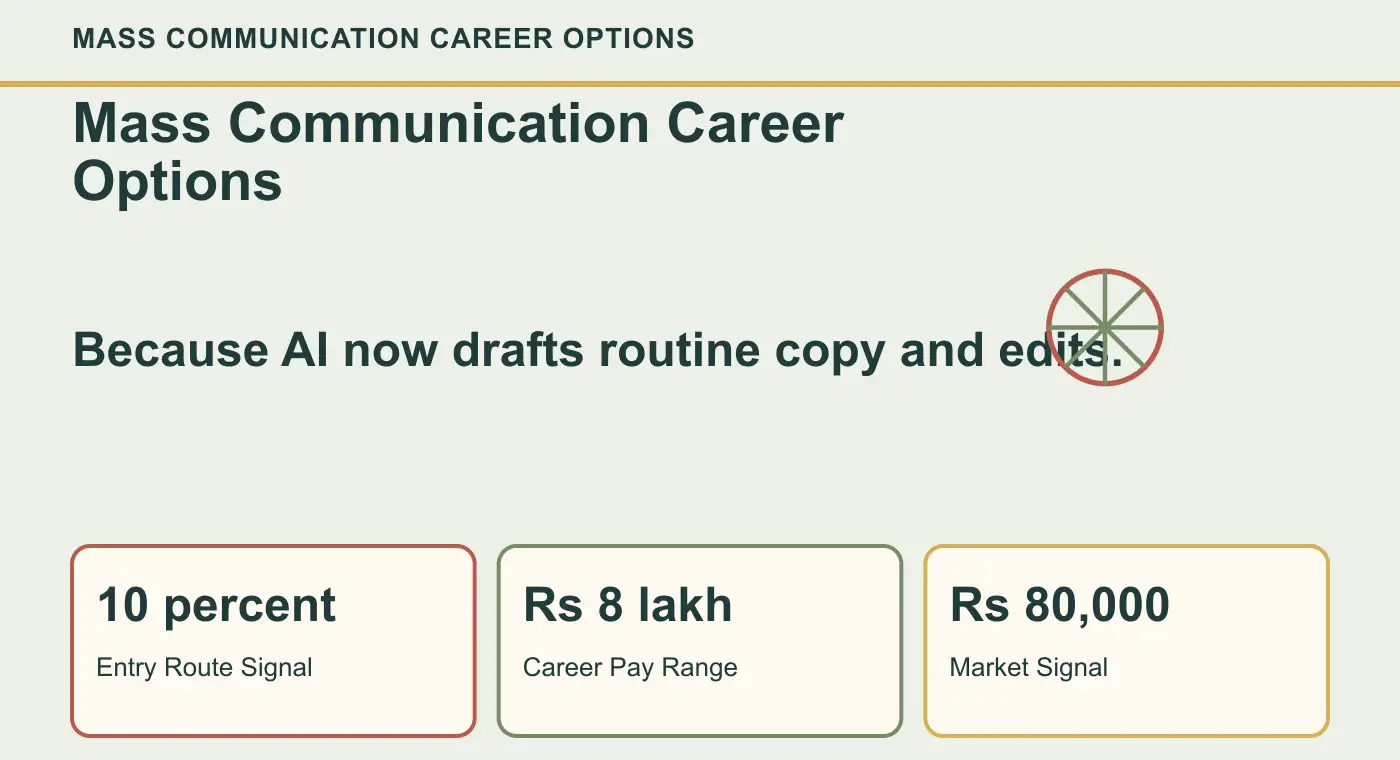 MASS COMMUNICATION CAREER OPTIONS
Mass Communication Career
Options
Because AI now drafts routine copy and edits.
10 percent
Entry Route Signal
Rs 8 lakh
Career Pay Range
Rs 80,000
Market Signal